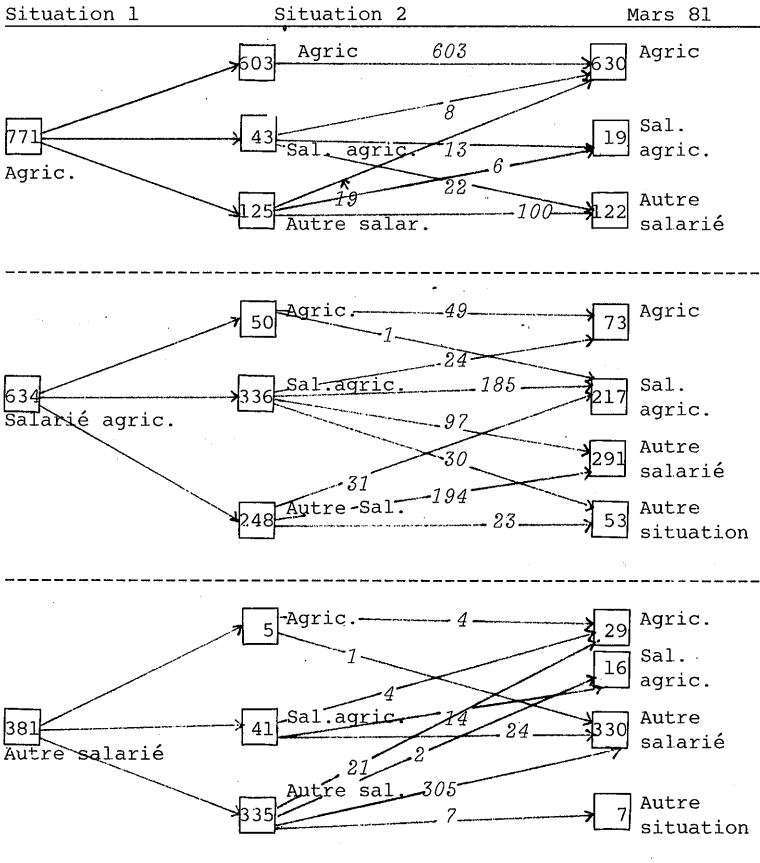 Situation 1 Situation 2 Mars 81
Agric 603 Agric
603 630
8
771 43 Sal. agric. 13 19 Sal. agric.
Agric.
6
19 22
125 Autre salar. 100 122 Autre salarié
Agric. 49 Agric
50 73
1
24
634 336 Sal.agric. 185 217 Sal. agric.
Salarié agric.
97 Autre
291 salarié
30
31
248 Autre Sal. 194 Autre
23 53 situation
Agric. 4 Agric.
5 29
1 Sal.
16 agric.
4
381 41 Sal.agric. 14 Autre
24 330 salarié
Autre salarié
21 2
Autre sal. 305
335 Autre
7 7 situation